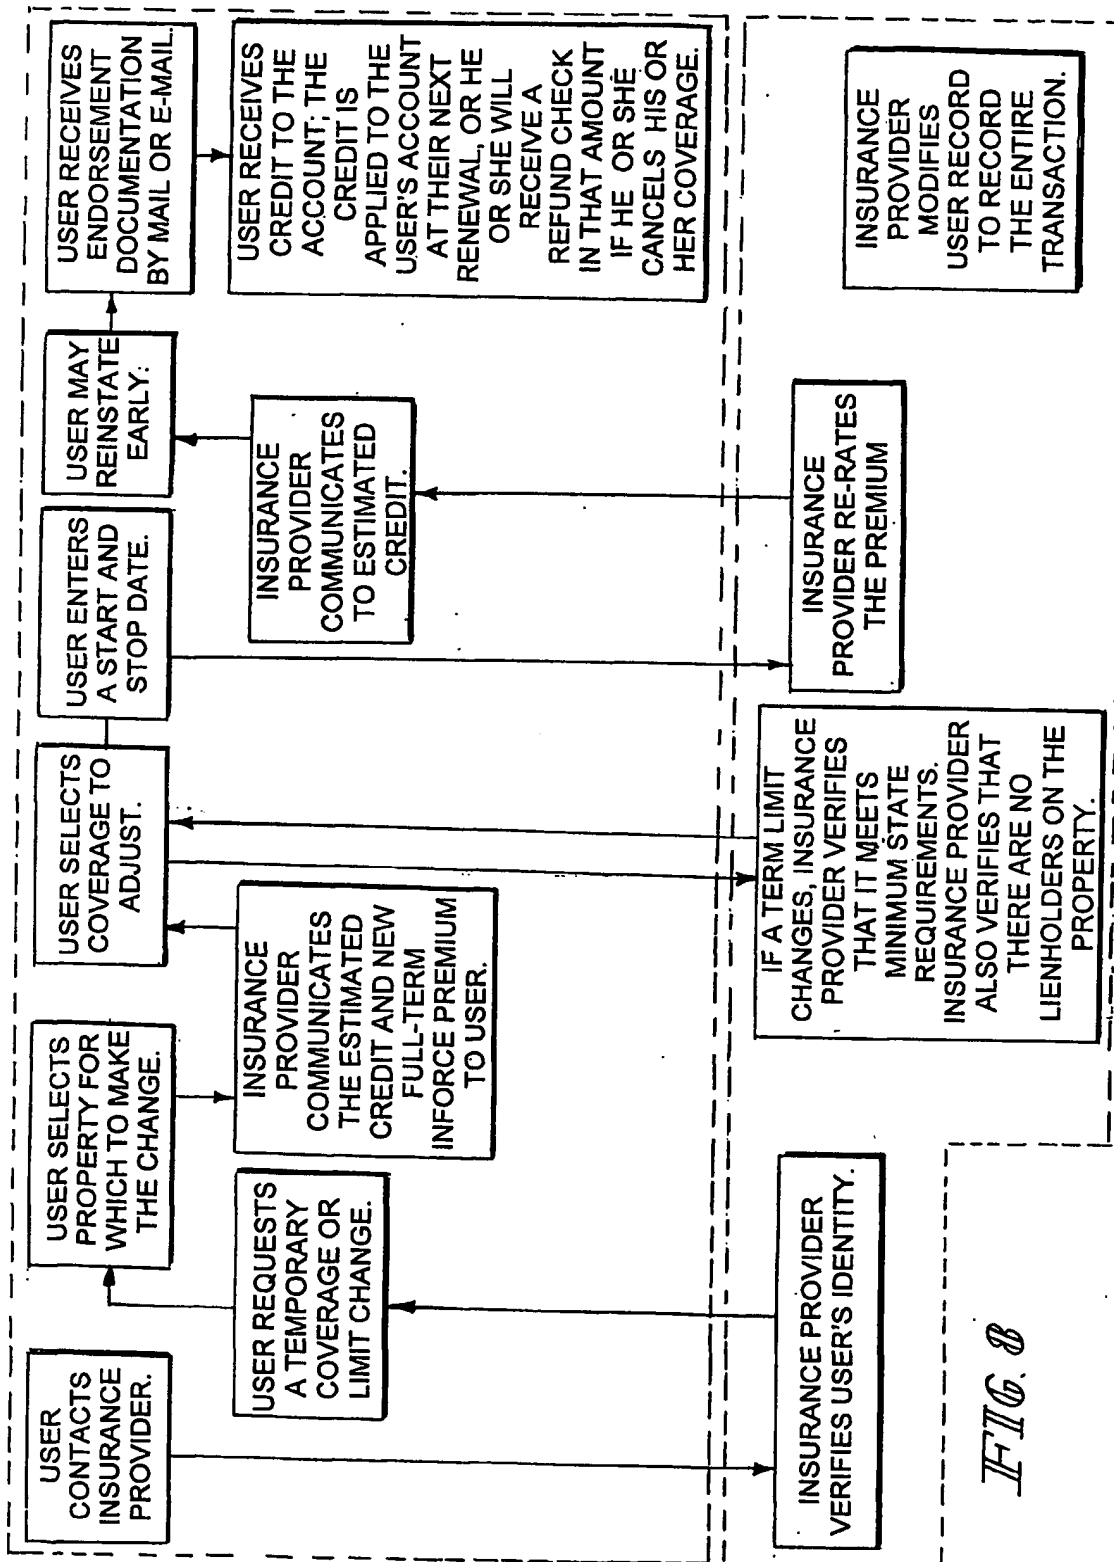 USER
CONTACTS
INSURANCE
PROVIDER.
INSURANCE PROVIDER
VERIFIES USER'S IDENTITY.
USER REQUESTS
A TEMPORARY
COVERAGE OR
LIMIT CHANGE.
USER SELECTS
PROPERTY FOR
WHICH TO MAKE
THE CHANGE.
INSURANCE
PROVIDER
COMMUNICATES
THE ESTIMATED
CREDIT AND NEW
FULL-TERM
INFORCE PREMIUM
TO USER.
USER SELECTS
COVERAGE TO
ADJUST.
IF A TERM LIMIT
CHANGES, INSURANCE
PROVIDER VERIFIES
THAT IT MEETS
MINIMUM STATE
REQUIREMENTS.
INSURANCE PROVIDER
ALSO VERIFIES THAT
THERE ARE NO
LIENHOLDERS ON THE
PROPERTY.
USER ENTERS
A START AND
STOP DATE.
INSURANCE
PROVIDER RE-RATES
THE PREMIUM
INSURANCE
PROVIDER
COMMUNICATES
TO ESTIMATED
CREDIT.
USER MAY
REINSTATE
EARLY.
USER RECEIVES
ENDORSEMENT
DOCUMENTATION
BY MAIL OR E-MAIL.
USER RECEIVES
CREDIT TO THE
ACCOUNT; THE
CREDIT IS
APPLIED TO THE
USER'S ACCOUNT
AT THEIR NEXT
RENEWAL, OR HE
OR SHE WILL
RECEIVE A
REFUND CHECK
IN THAT AMOUNT
IF HE OR SHE
CANCELS HIS OR
HER COVERAGE.
INSURANCE
PROVIDER
MODIFIES
USER RECORD
TO RECORD
THE ENTIRE
TRANSACTION.
FIG. 8